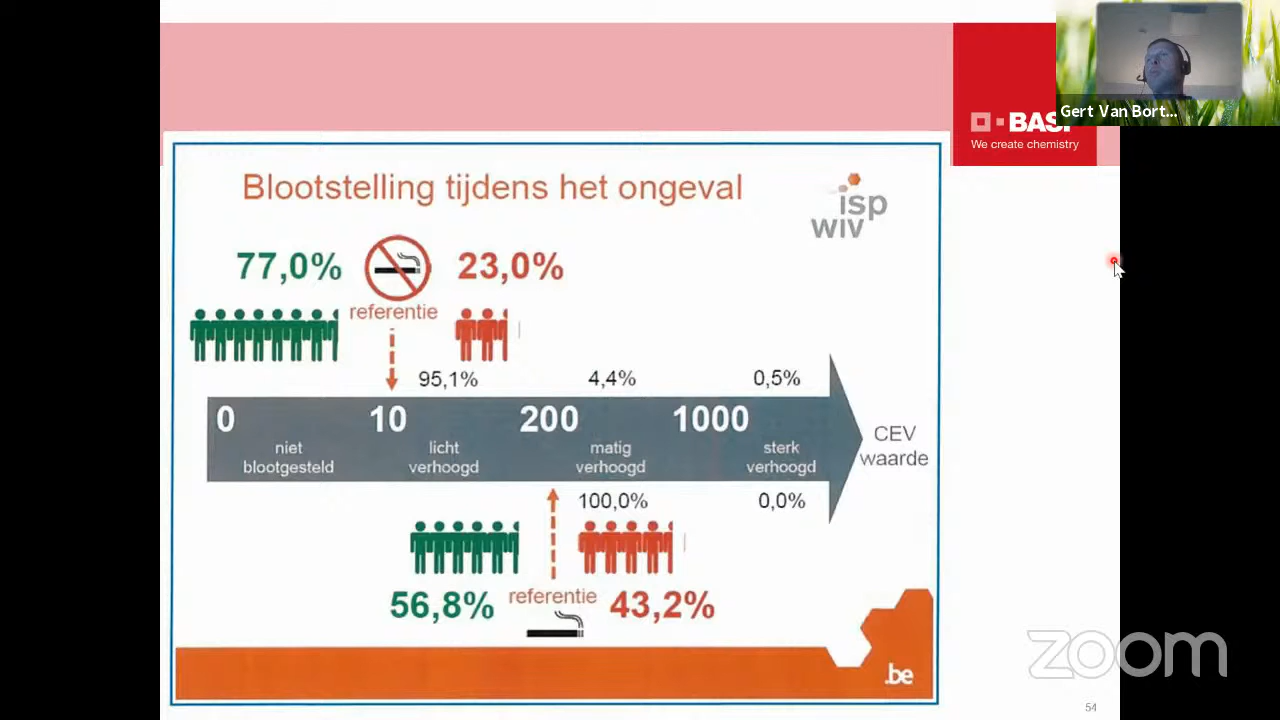 Gert Van Bort...
BASF
We create chemistry
Blootstelling tijdens het ongeval
isp
wiv
77,0%
23,0%
referentie
95,1%
4,4%
0,5%
0
10
200
1000
niet
blootgesteld
licht
verhoogd
matig
verhoogd
sterk
verhoogd
CEV
waarde
100,0%
0,0%
56,8%
referentie
43,2%
.be
zoom
54